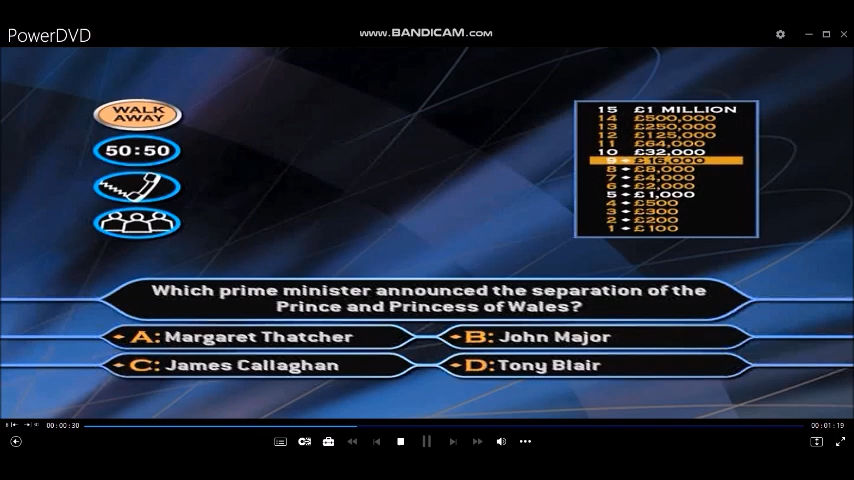 PowerDVD
www.BANDICAM.com
WALK AWAY
50:50
15 £1 MILLION
14 £500,000
13 £250,000
12 £125,000
11 £64,000
10 £32,000
9 ◆ £16,000
8 ◆ £8,000
7 ◆ £4,000
6 ◆ £2,000
5 ◆ £1,000
4 ◆ £500
3 ◆ £300
2 ◆ £200
1 ◆ £100
Which prime minister announced the separation of the
Prince and Princess of Wales?
A: Margaret Thatcher
B: John Major
C: James Callaghan
D: Tony Blair
00:00:30
00:01:19